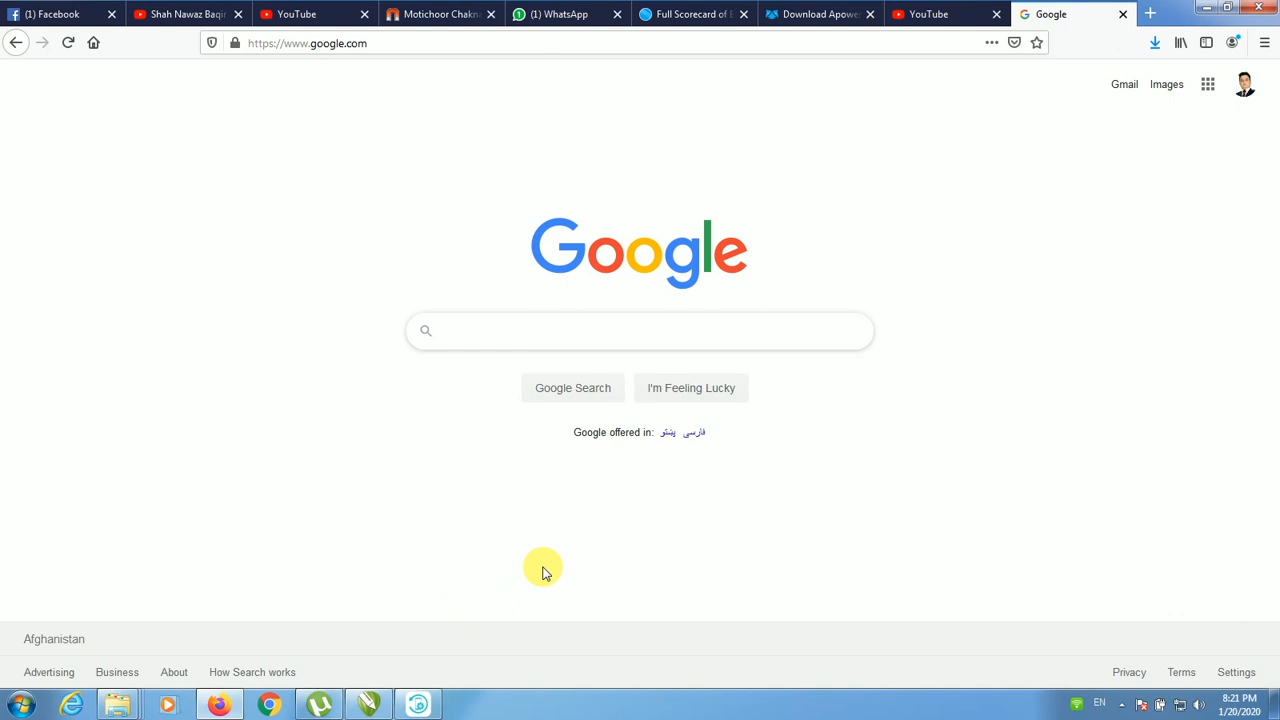 (1) Facebook
Shah Nawaz Baqir
YouTube
Motichoor Chakna
(1) WhatsApp
Full Scorecard of
Download Apowe
YouTube
Google
https://www.google.com
Gmail Images
Google
Google Search I'm Feeling Lucky
Google offered in: پښتو فارسی
Afghanistan
Advertising Business About How Search works
Privacy Terms Settings
EN
8:21 PM
1/20/2020